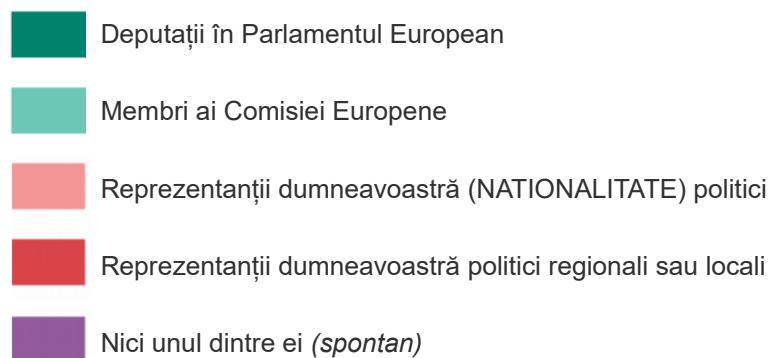 Deputații în Parlamentul European
Membri ai Comisiei Europene
Reprezentanții dumneavoastră (NATIONALITATE) politici
Reprezentanții dumneavoastră politici regionali sau locali
Nici unul dintre ei (spontan)